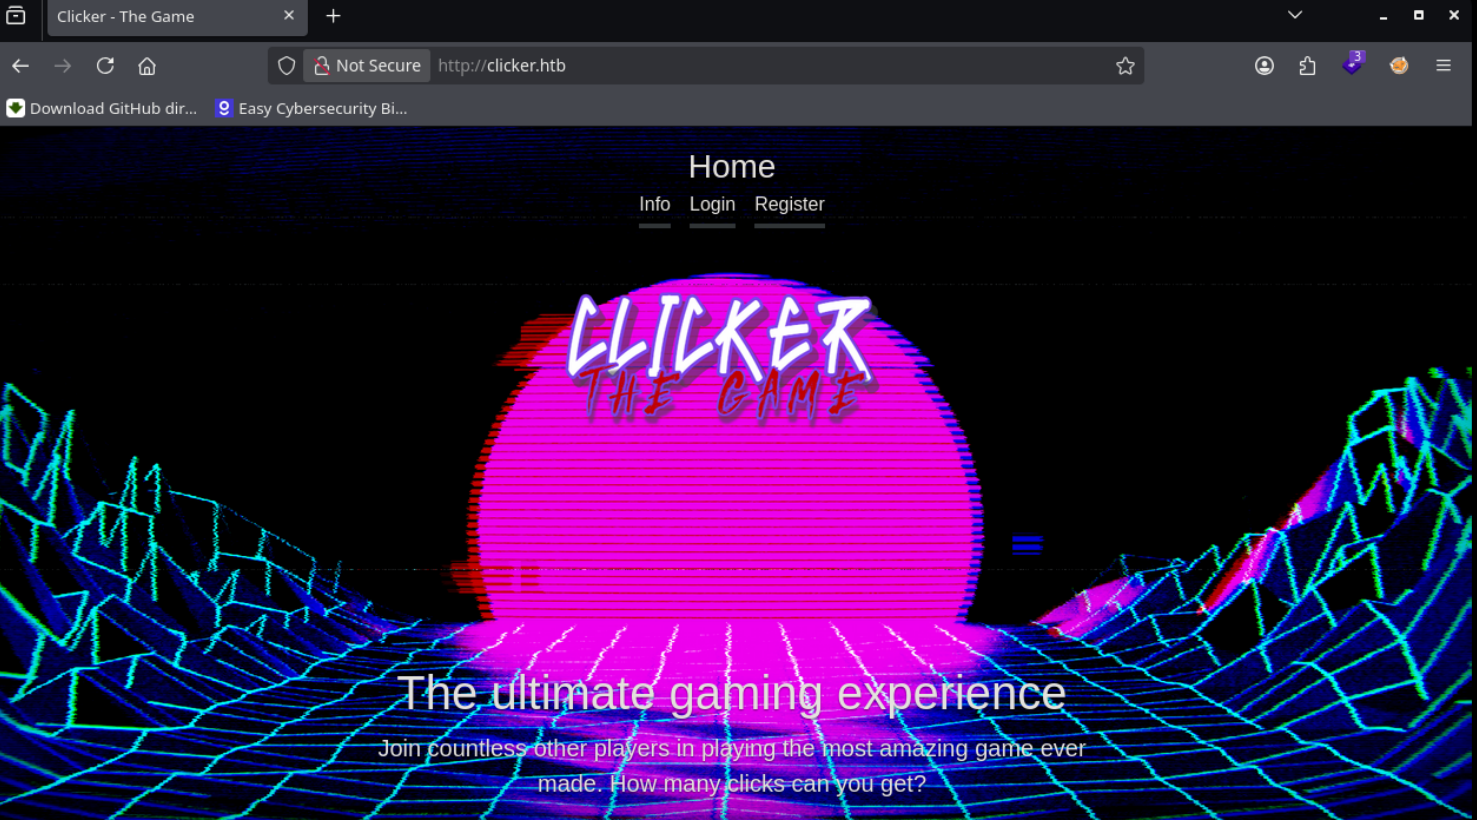 Clicker - The Game
Not Secure http://clicker.htb
3
Download GitHub dir... Easy Cybersecurity Bi...
Home
Info Login Register
CLICKER
THE GAME
The ultimate gaming experience
Join countless other players in playing the most amazing game ever
made. How many clicks can you get?